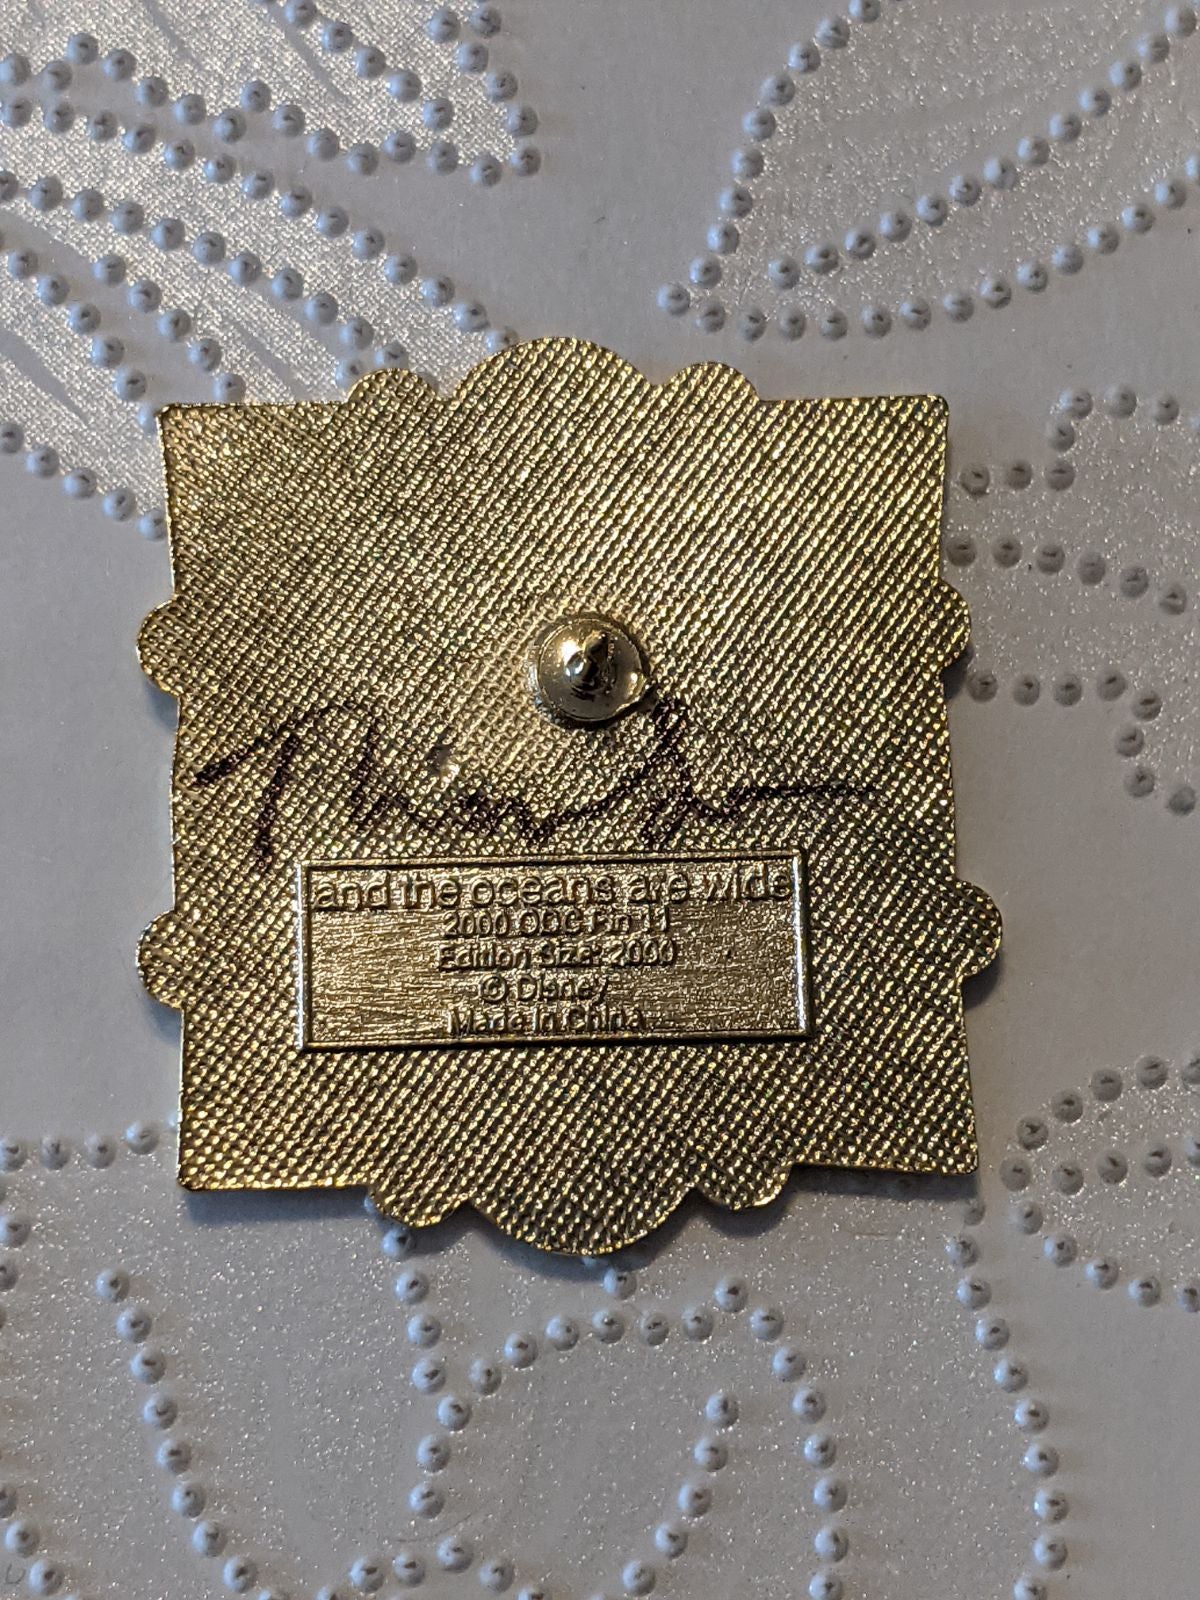 and the oceans are wide
2000 ODC Pin 11
Edition Size: 2000
© Disney
Made in China